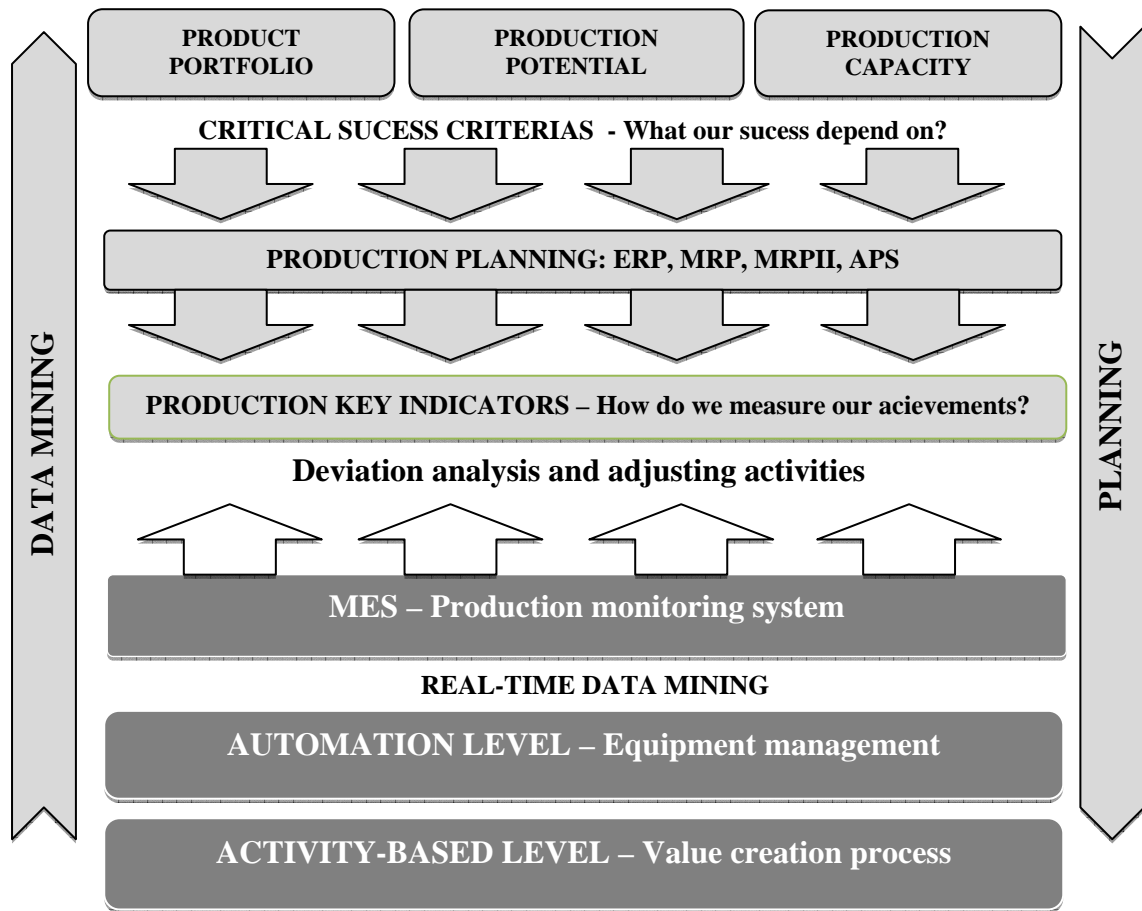 PRODUCT
PORTFOLIO
PRODUCTION
POTENTIAL
PRODUCTION
CAPACITY
CRITICAL SUCESS CRITERIAS - What our sucess depend on?
PRODUCTION PLANNING: ERP, MRP, MRPII, APS
PRODUCTION KEY INDICATORS – How do we measure our acievements?
Deviation analysis and adjusting activities
MES – Production monitoring system
REAL-TIME DATA MINING
AUTOMATION LEVEL – Equipment management
ACTIVITY-BASED LEVEL – Value creation process
DATA MINING
PLANNING